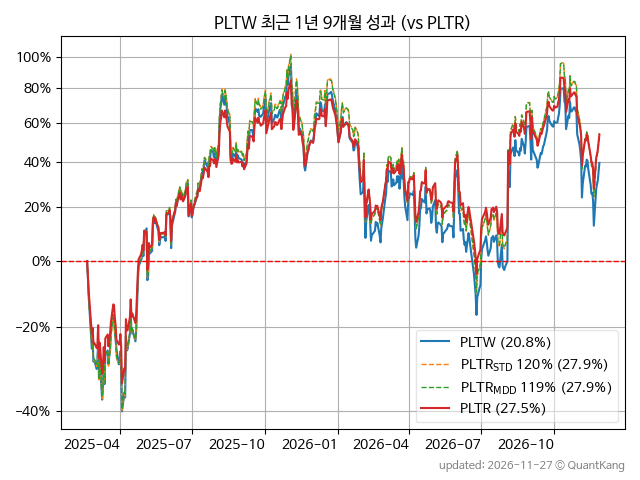 PLTW 최근 1년 9개월 성과 (vs PLTR)
100%
80%
60%
40%
20%
0%
−20%
−40%
PLTW (20.8%)
PLTR_STD 120% (27.9%)
PLTR_MDD 119% (27.9%)
PLTR (27.5%)
2025−04 2025−07 2025−10 2026−01 2026−04 2026−07 2026−10
updated: 2026-11-27 © QuantKang